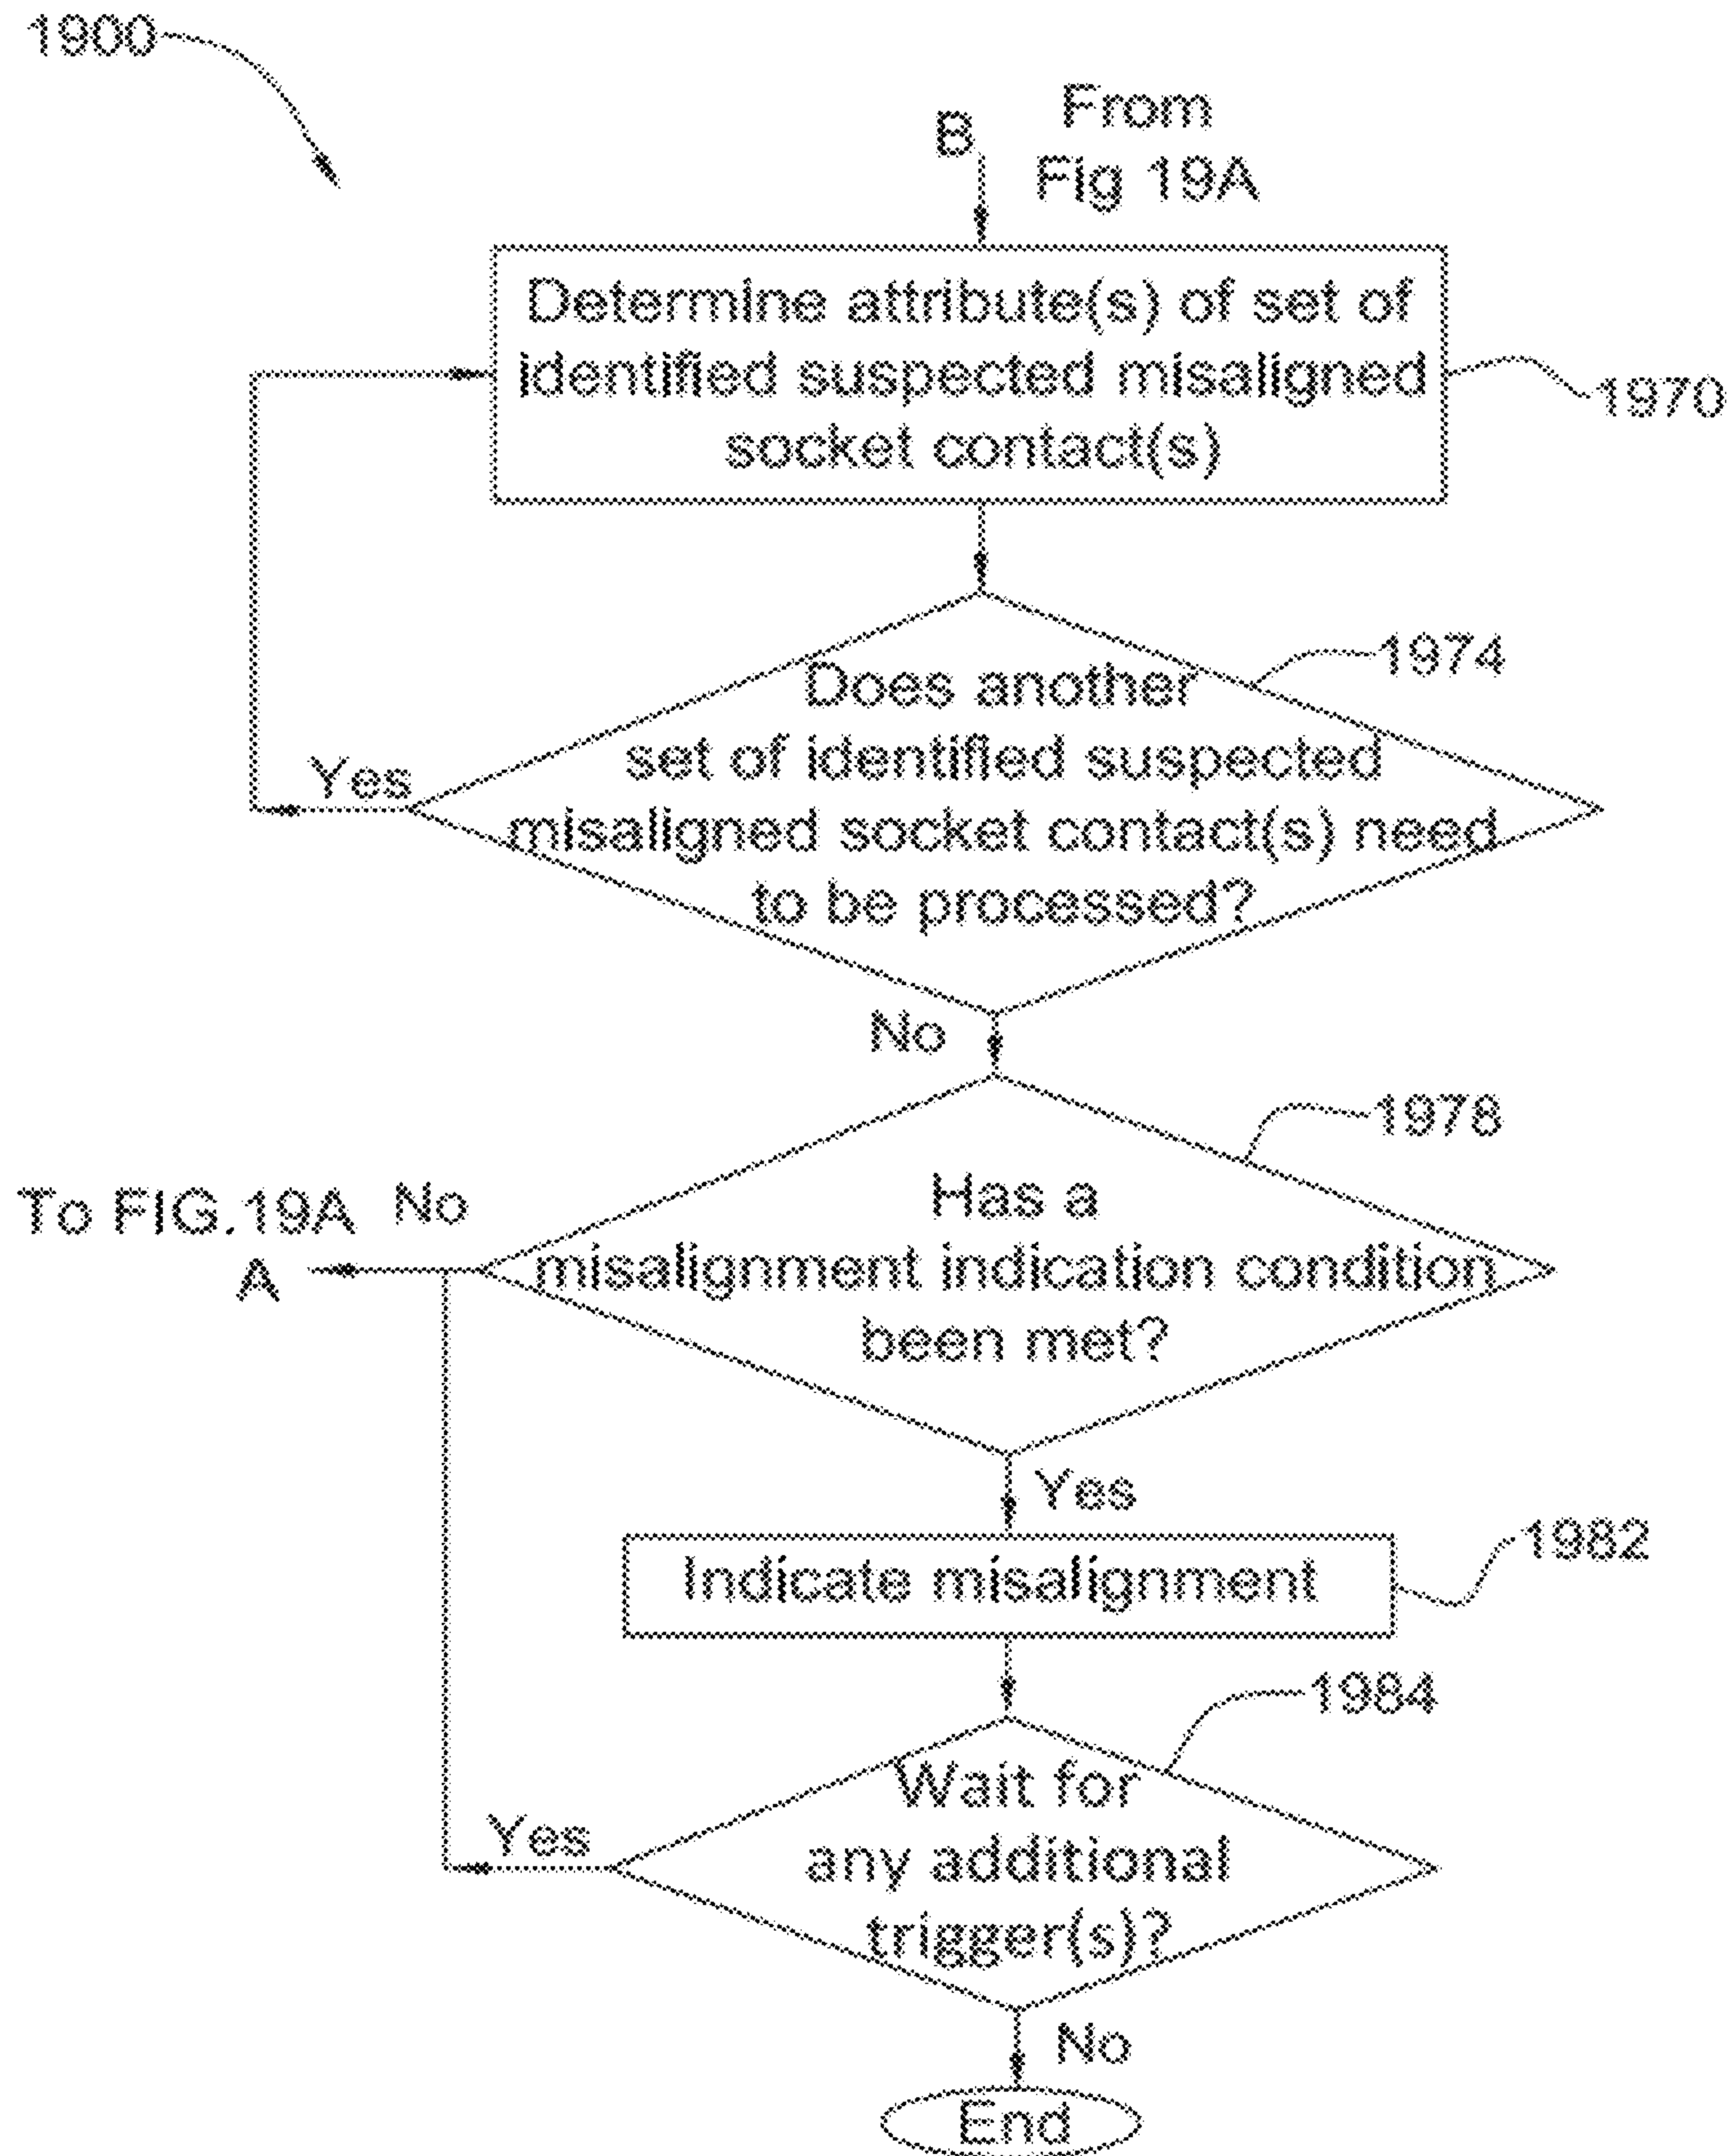 1900
From
B
Fig 19A
Determine attribute(s) of set of
identified suspected misaligned
socket contact(s)
1970
1974
Does another
set of identified suspected
misaligned socket contact(s) need
to be processed?
Yes
No
1978
Has a
misalignment indication condition
been met?
To FIG.19A
No
A
Yes
Indicate misalignment
1982
1984
Wait for
any additional
trigger(s)?
Yes
No
End